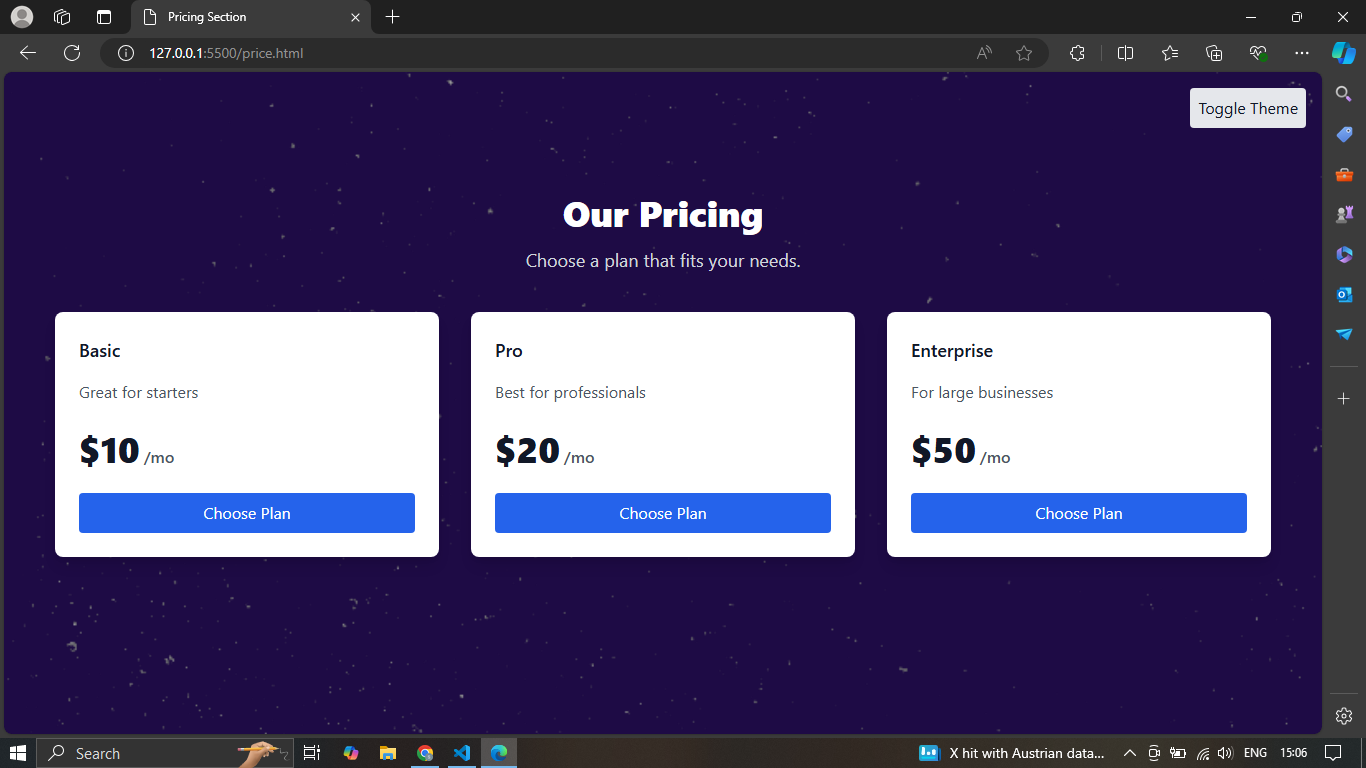 Pricing Section
127.0.0.1:5500/price.html
Toggle Theme
Our Pricing
Choose a plan that fits your needs.
Basic
Great for starters
$10 /mo
Choose Plan
Pro
Best for professionals
$20 /mo
Choose Plan
Enterprise
For large businesses
$50 /mo
Choose Plan
Search
X hit with Austrian data...
ENG
15:06